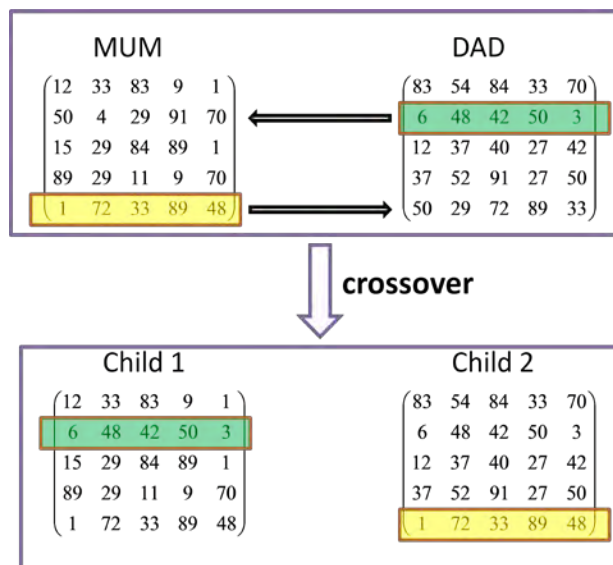 MUM DAD
12 33 83 9 1 83 54 84 33 70
50 4 29 91 70 6 48 42 50 3
15 29 84 89 1 12 37 40 27 42
89 29 11 9 70 37 52 91 27 50
1 72 33 89 48 50 29 72 89 33
crossover
Child 1 Child 2
12 33 83 9 1 83 54 84 33 70
6 48 42 50 3 6 48 42 50 3
15 29 84 89 1 12 37 40 27 42
89 29 11 9 70 37 52 91 27 50
1 72 33 89 48 1 72 33 89 48